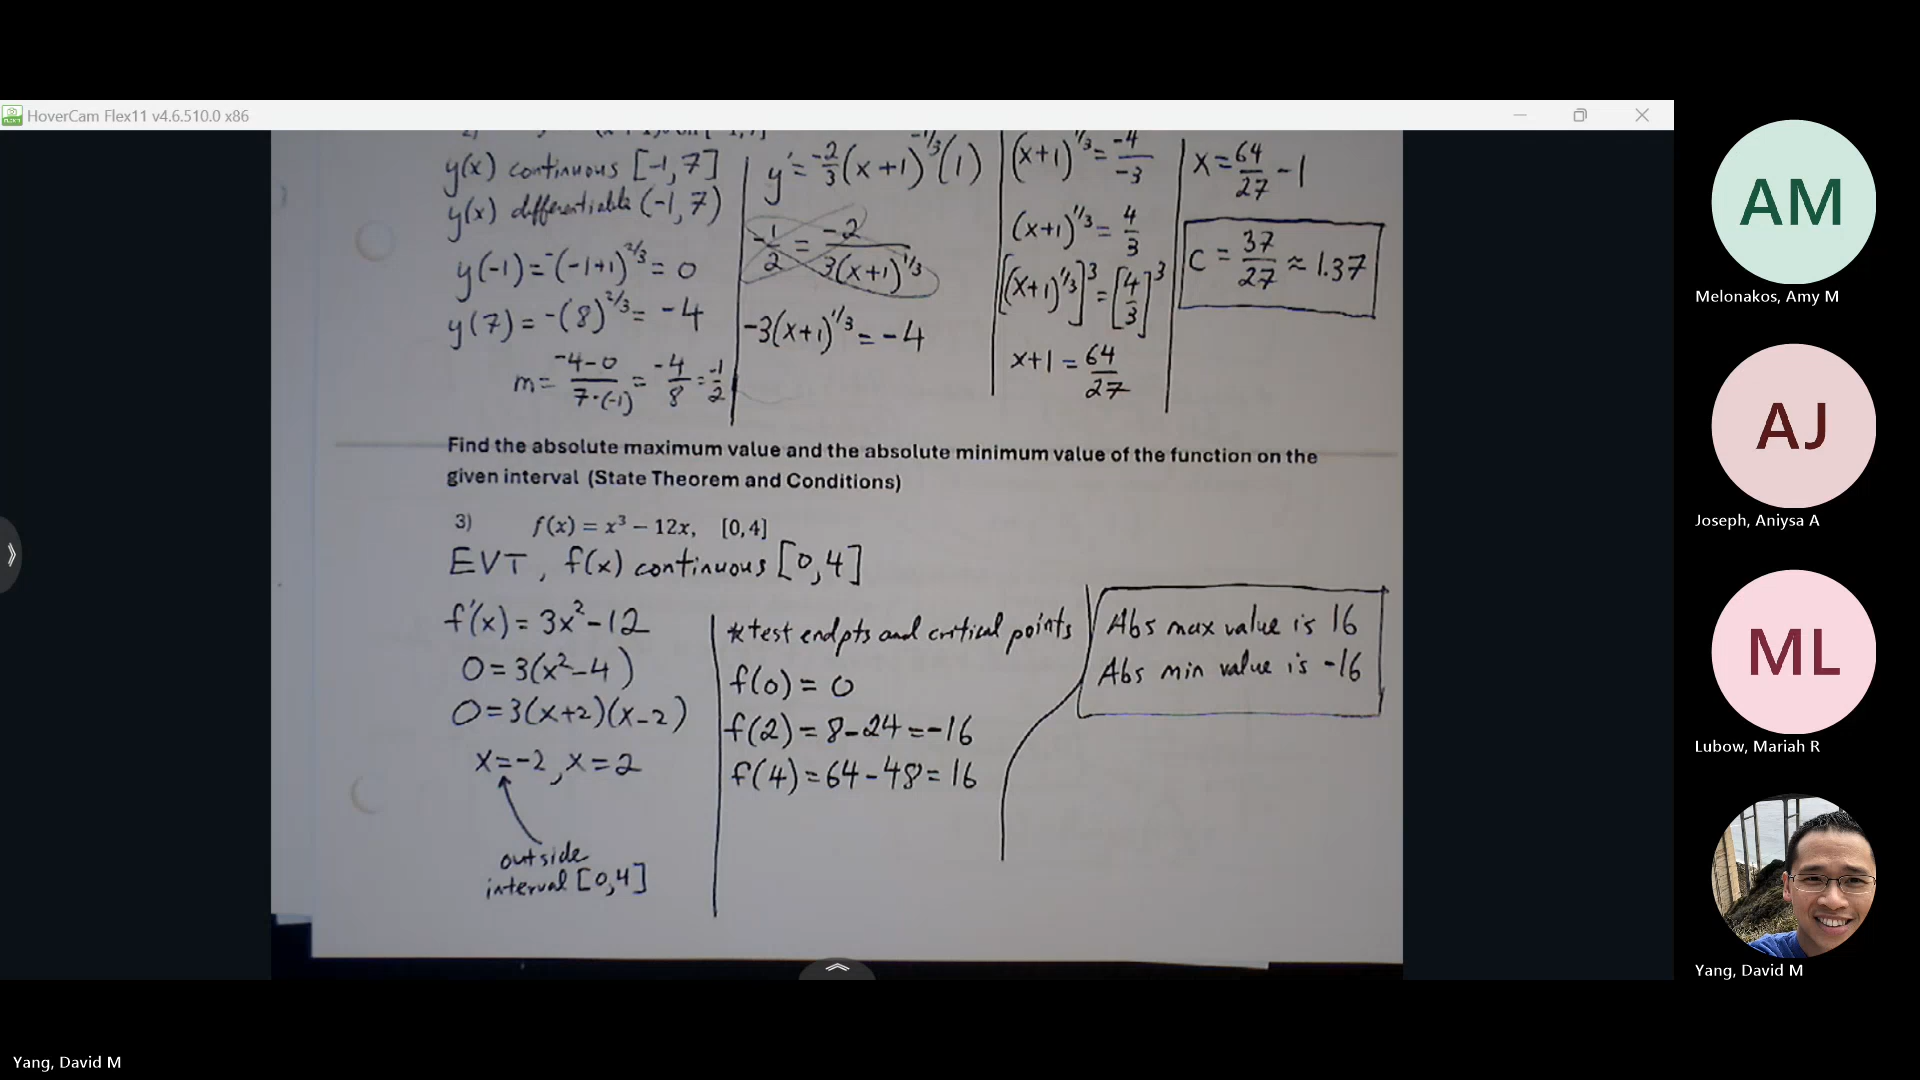 HoverCam Flex11 v4.6.510.0 x86
y(x) continuous [-1,7]
y(x) differentiable (-1,7)
y(-1)=-(-1+1)^2/3 = 0
y(7) = -(8)^2/3 = -4
m = -4-0 / 7-(-1) = -4/8 = -1/2
y' = -2/3 (x+1)^-1/3 (1)
-1/2 = -2 / 3(x+1)^1/3
-3(x+1)^1/3 = -4
(x+1)^1/3 = -4/-3
(x+1)^1/3 = 4/3
[(x+1)^1/3]^3 = [4/3]^3
x+1 = 64/27
x = 64/27 - 1
c = 37/27 ≈ 1.37
Find the absolute maximum value and the absolute minimum value of the function on the
given interval (State Theorem and Conditions)
3) f(x) = x³ − 12x, [0,4]
EVT, f(x) continuous [0,4]
f'(x) = 3x²-12
0=3(x²-4)
0=3(x+2)(x-2)
x=-2, x=2
outside
interval [0,4]
*test endpts and critical points
f(0) = 0
f(2) = 8-24 = -16
f(4) = 64-48 = 16
Abs max value is 16
Abs min value is -16
AM
Melonakos, Amy M
AJ
Joseph, Aniysa A
ML
Lubow, Mariah R
Yang, David M
Yang, David M